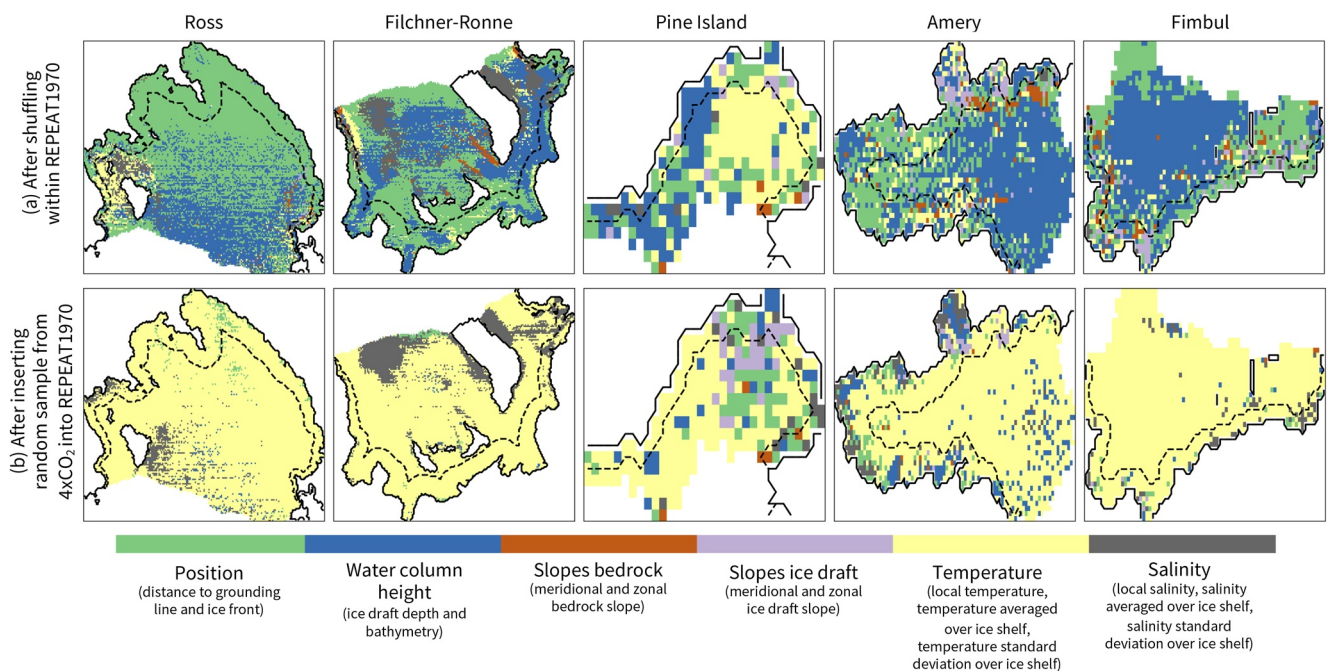 Ross
Filchner-Ronne
Pine Island
Amery
Fimbul
(a) After shuffling
within REPEAT1970
(b) After inserting
random sample from
4xCO₂ into REPEAT1970
Position
(distance to grounding
line and ice front)
Water column
height
(ice draft depth and
bathymetry)
Slopes bedrock
(meridional and zonal
bedrock slope)
Slopes ice draft
(meridional and zonal
ice draft slope)
Temperature
(local temperature,
temperature averaged
over ice shelf,
temperature standard
deviation over ice shelf)
Salinity
(local salinity, salinity
averaged over ice shelf,
salinity standard
deviation over ice shelf)